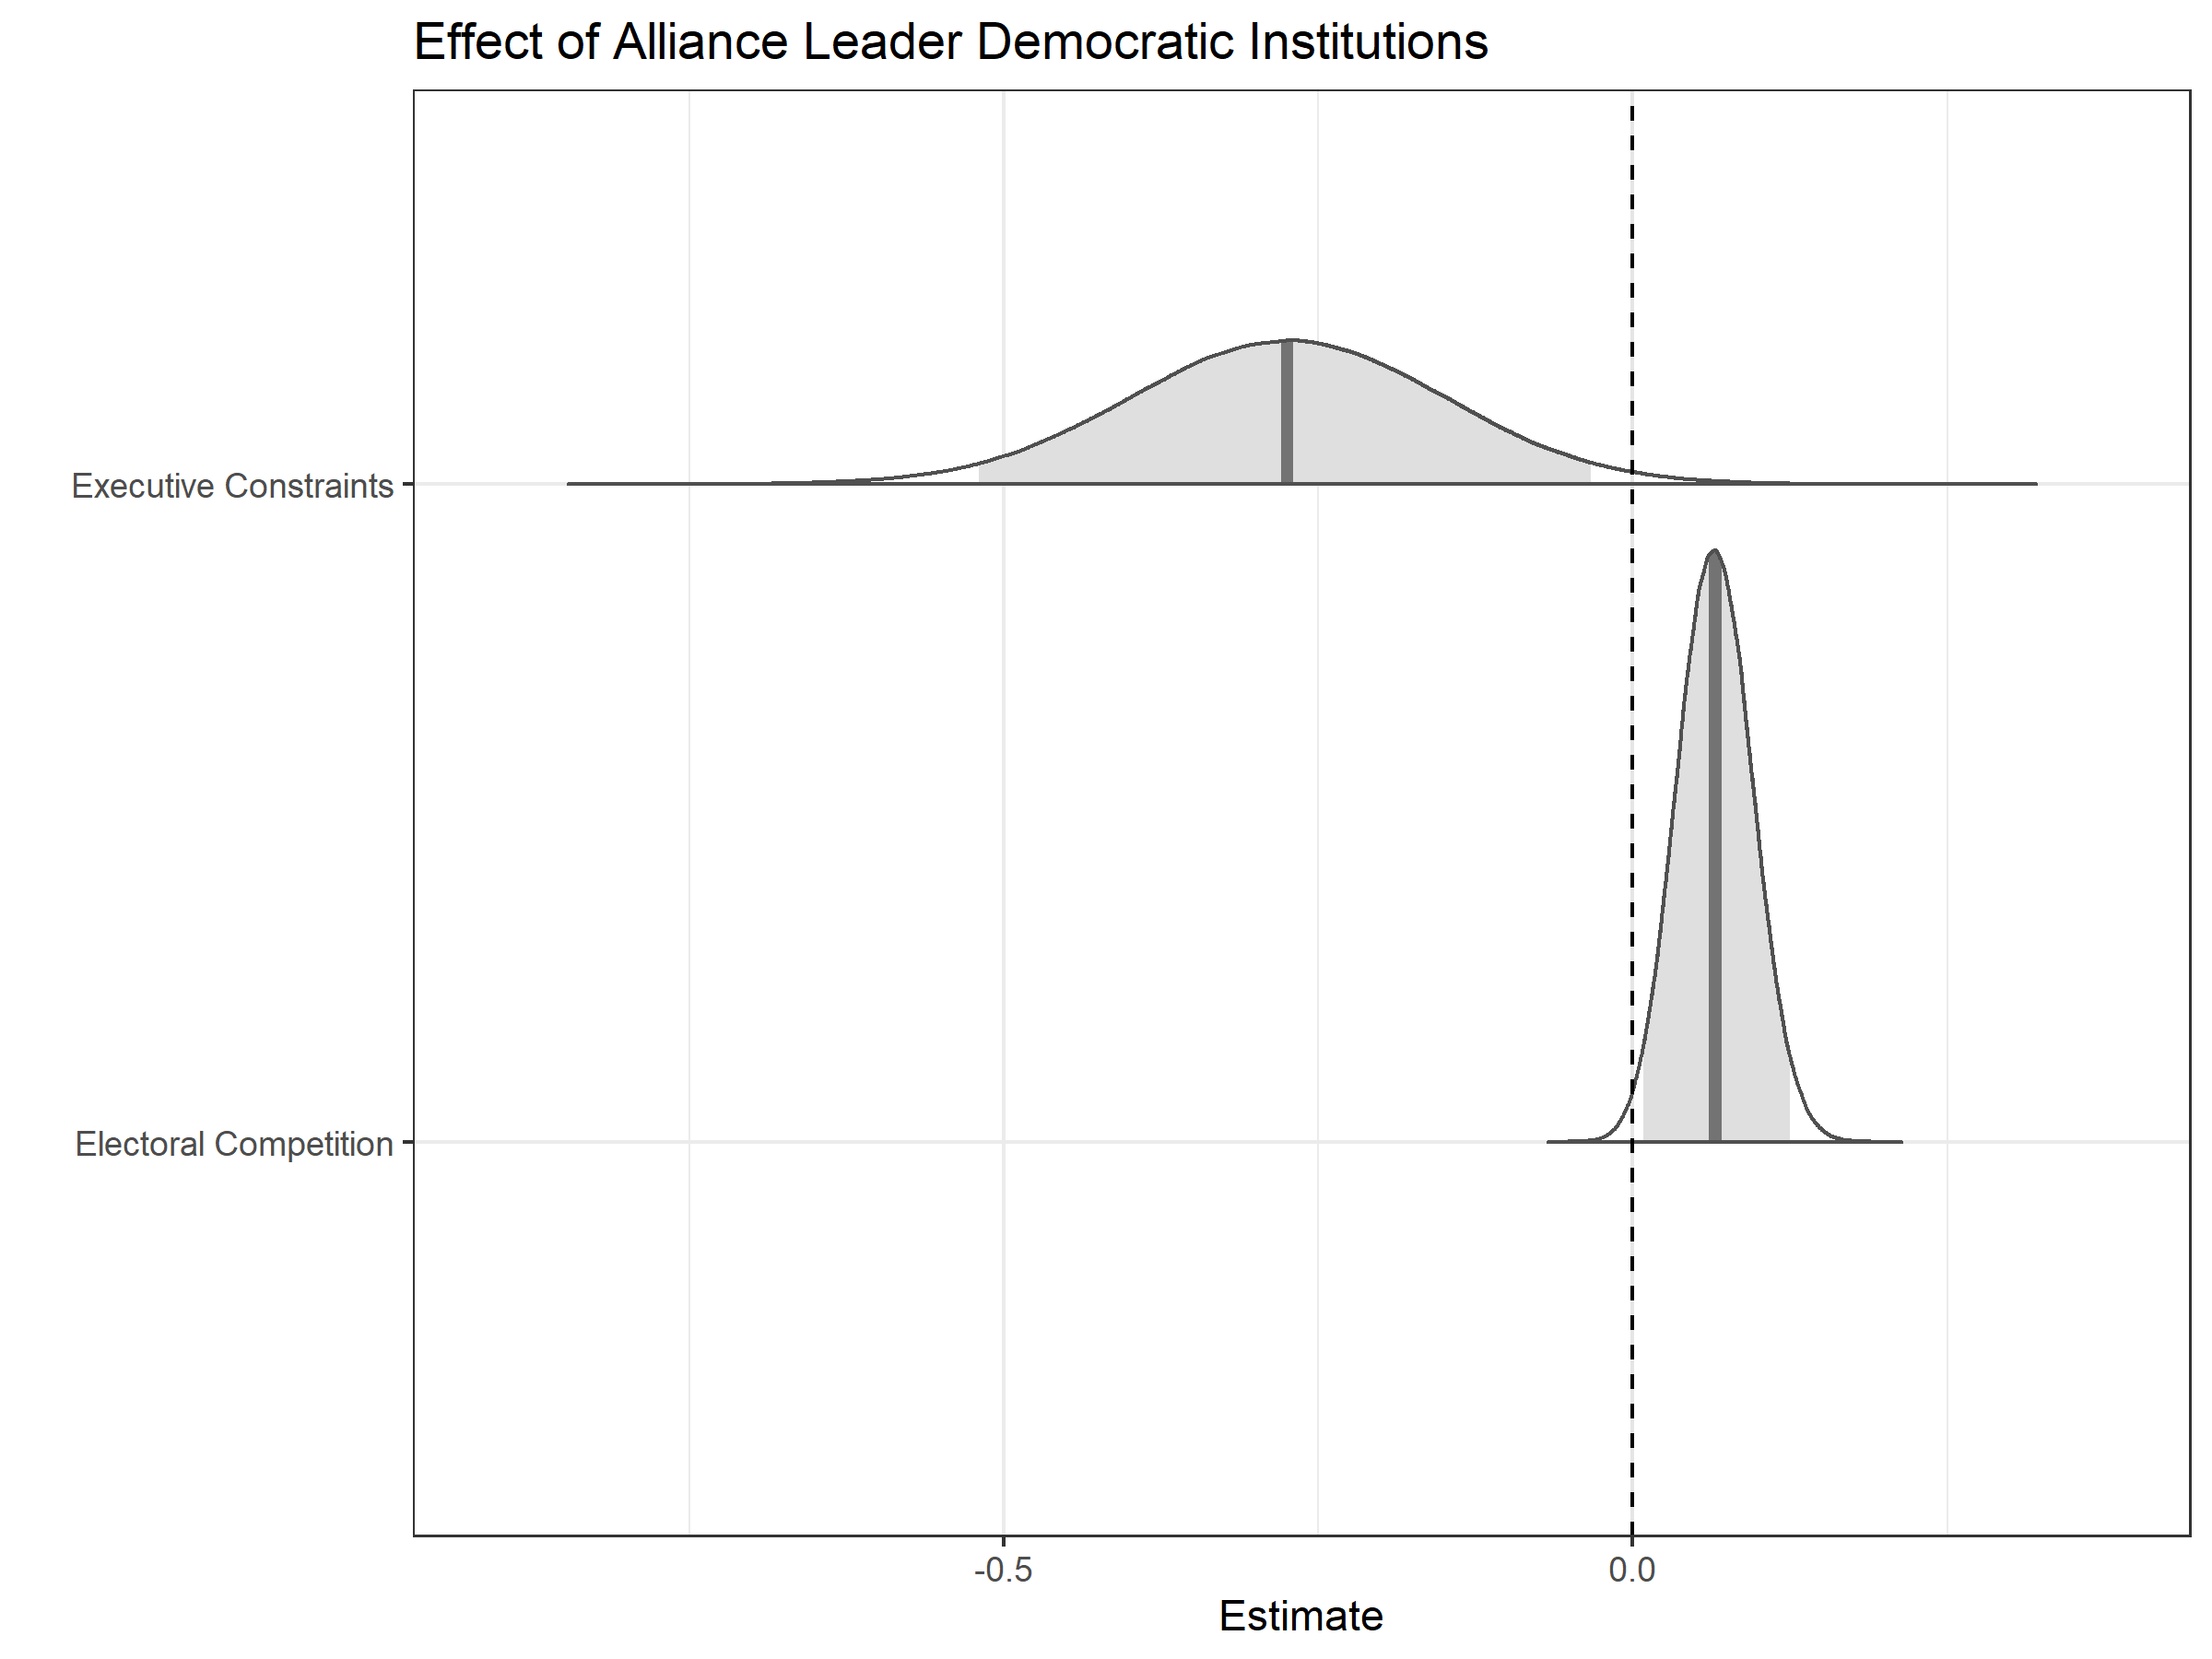 Effect of Alliance Leader Democratic Institutions
Executive Constraints
Electoral Competition
-0.5
0.0
Estimate